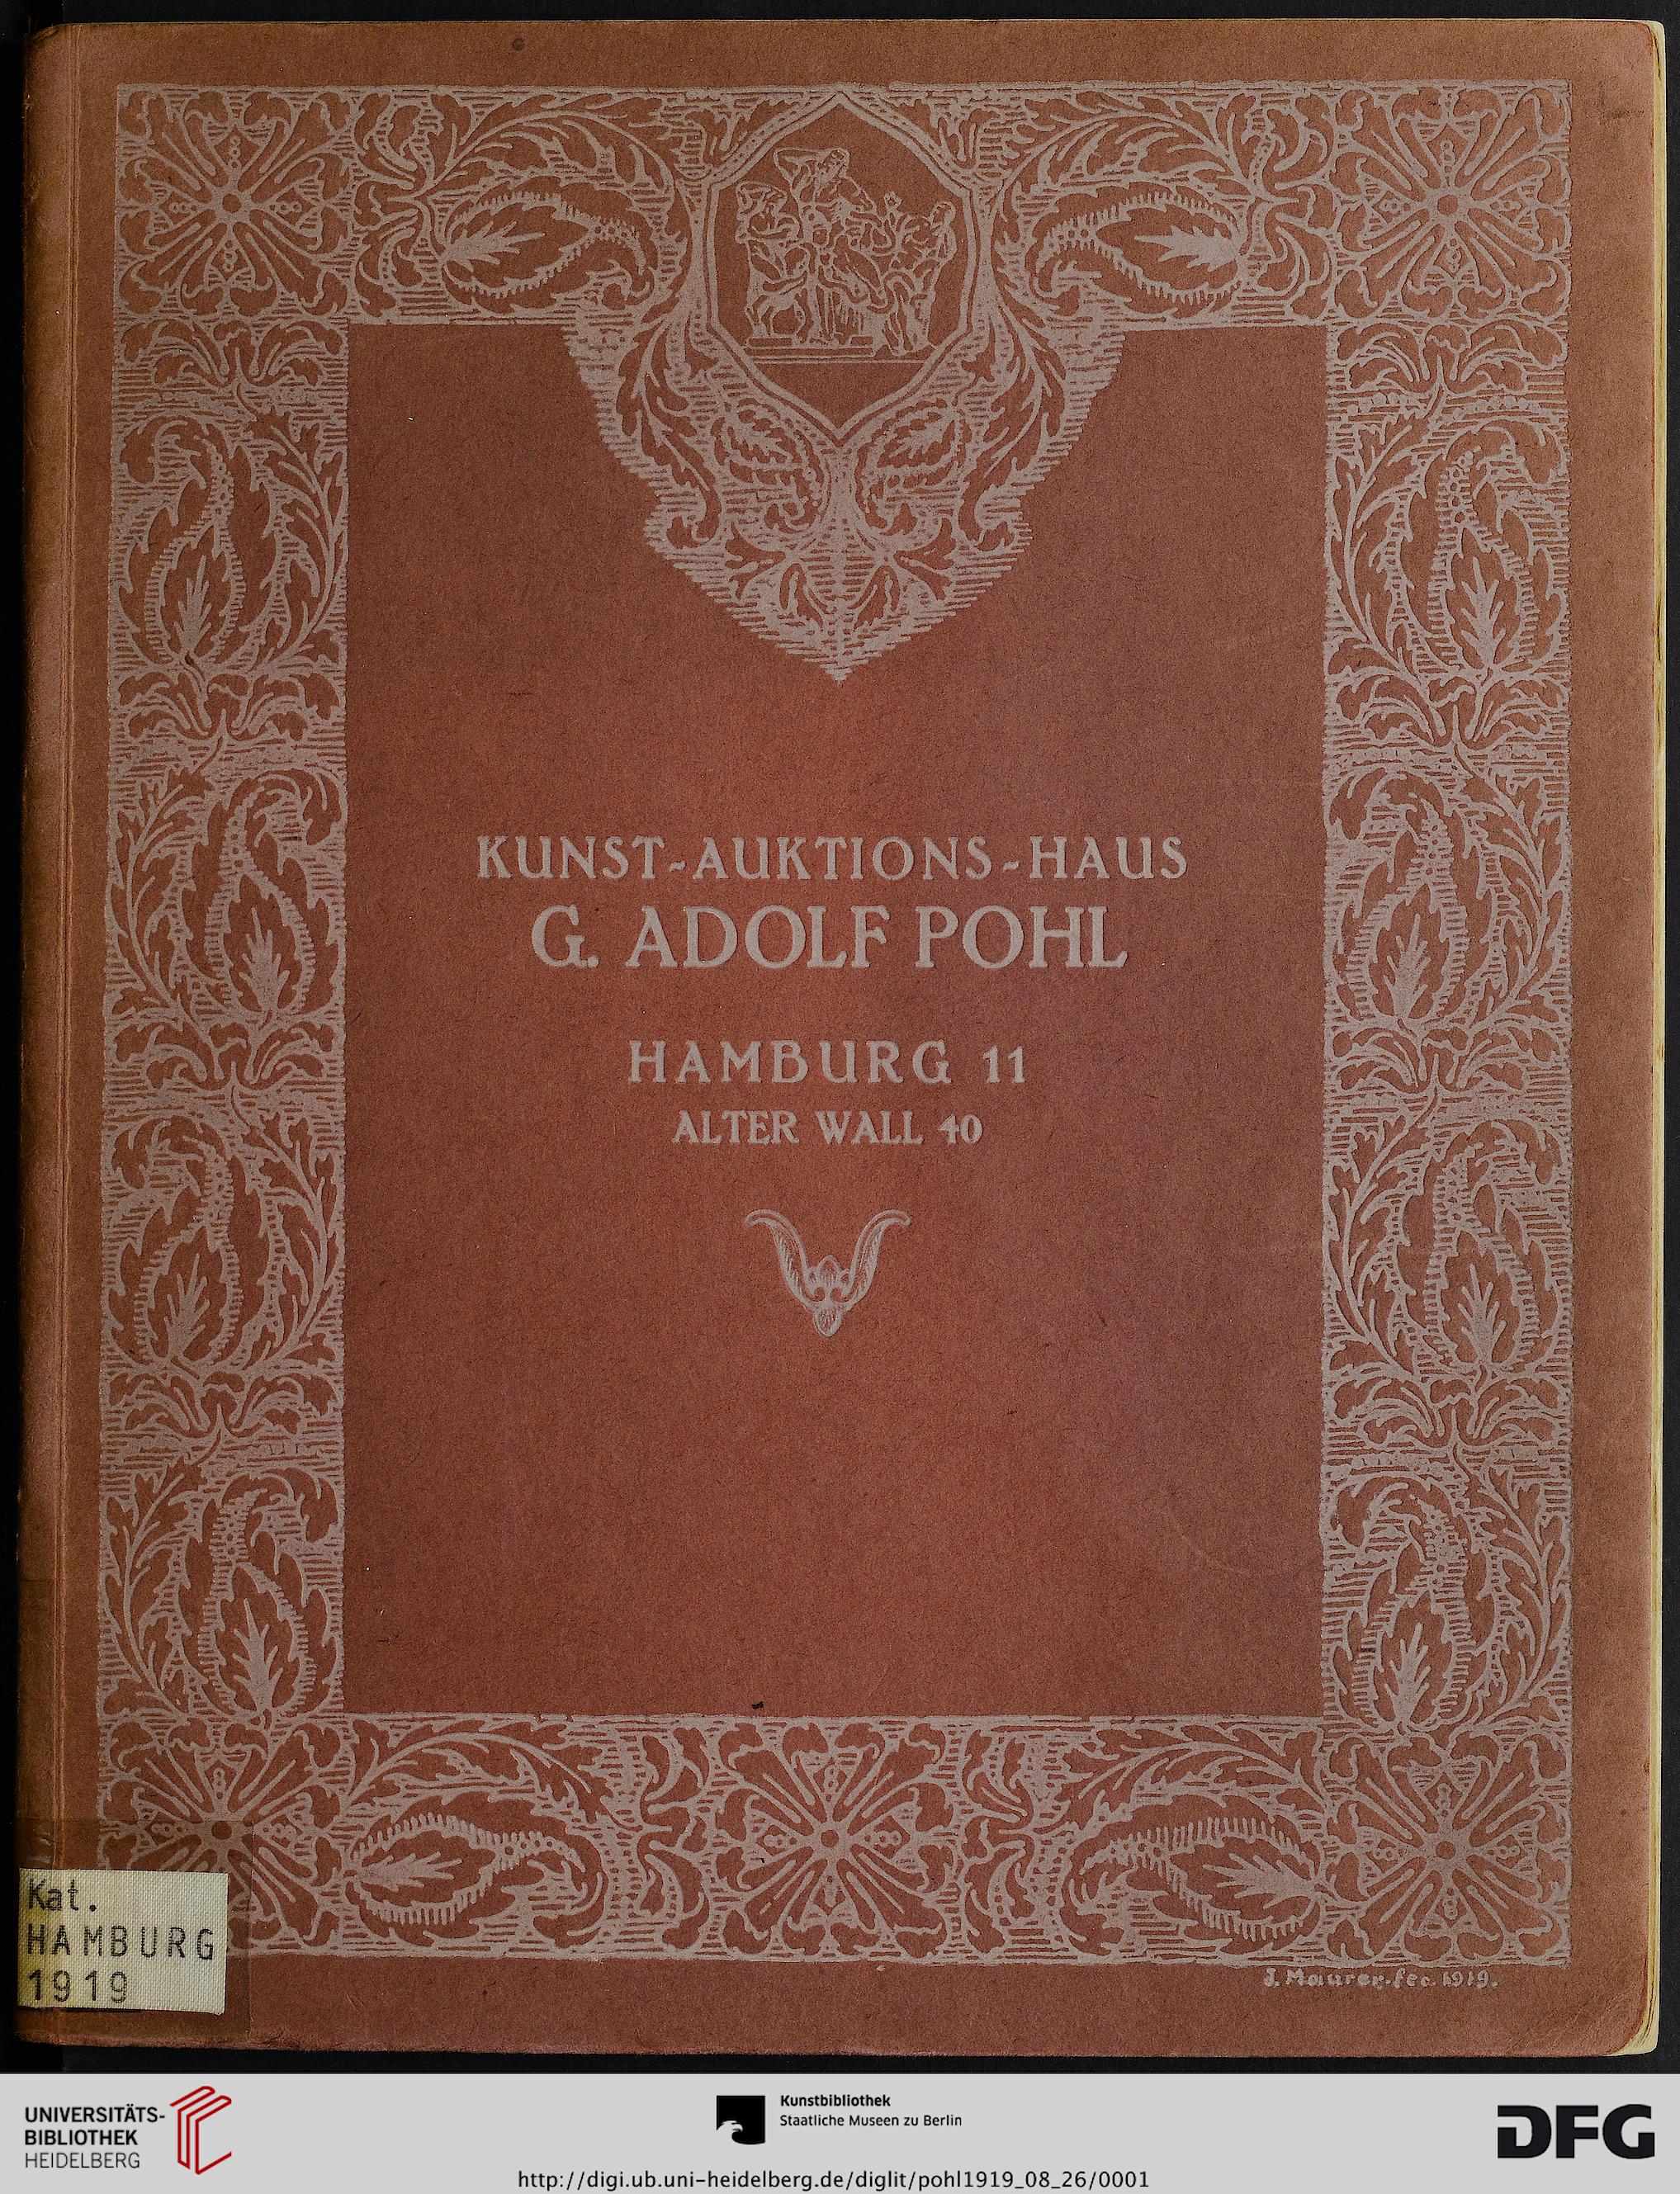 KUNST-AUKTIONS-HAUS
G. ADOLF POHL
HAMBURG 11
ALTER WALL 40
J. Maurer. fec. 1919.
Kat.
HAMBURG
1919
UNIVERSITÄTS-
BIBLIOTHEK
HEIDELBERG
Kunstbibliothek
Staatliche Museen zu Berlin
DFG
http://digi.ub.uni-heidelberg.de/diglit/pohl1919_08_26/0001